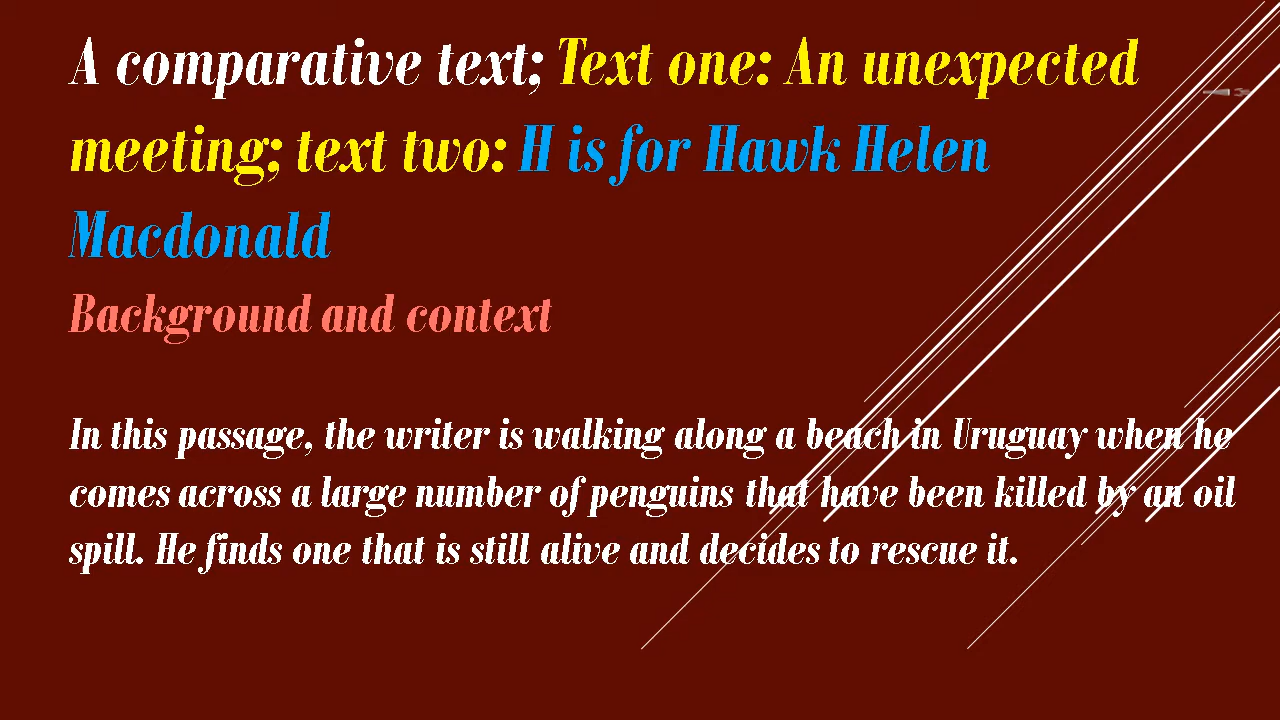 A comparative text; Text one: An unexpected
meeting; text two: H is for Hawk Helen
Macdonald
Background and context
In this passage, the writer is walking along a beach in Uruguay when he
comes across a large number of penguins that have been killed by an oil
spill. He finds one that is still alive and decides to rescue it.